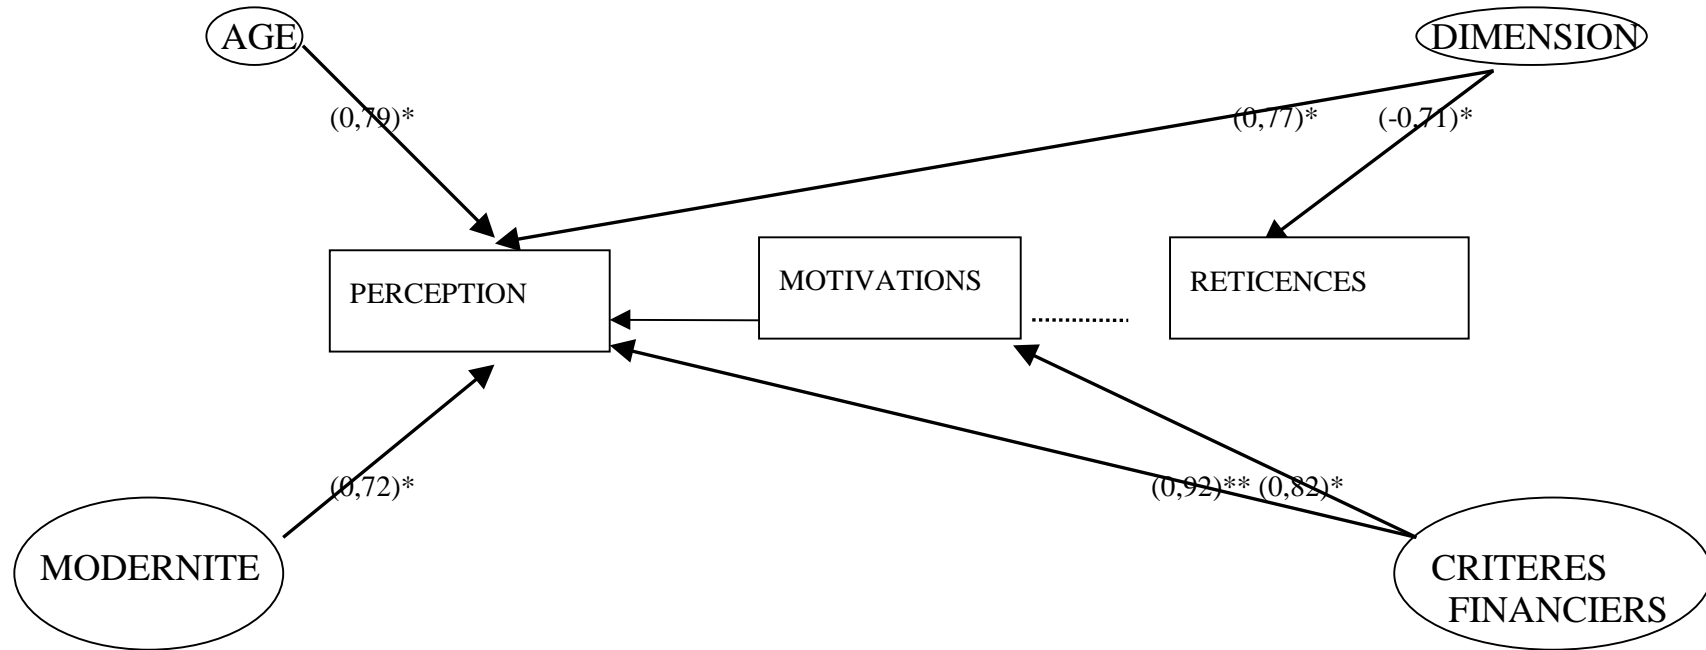 AGE
DIMENSION
(0,79)*
(0,77)*
(-0,71)*
PERCEPTION
MOTIVATIONS
RETICENCES
(0,72)*
(0,92)** (0,82)*
MODERNITE
CRITERES
FINANCIERS